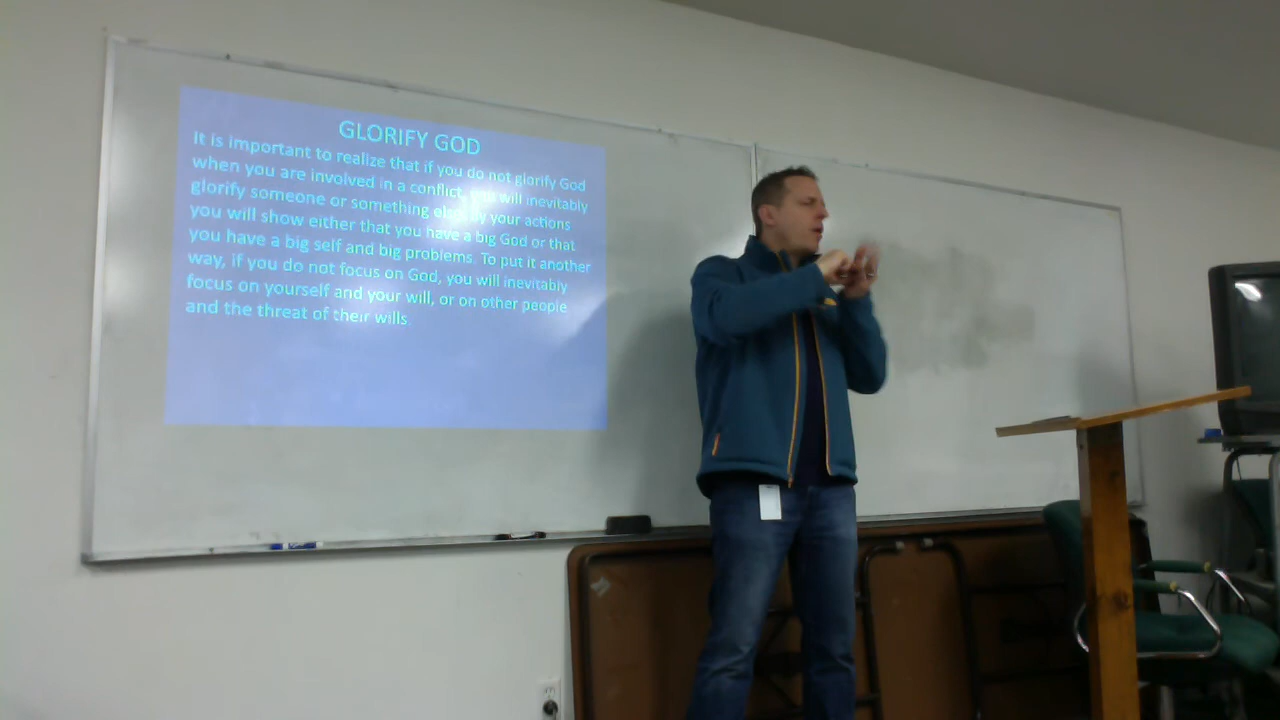 GLORIFY GOD
It is important to realize that if you do not glorify God
when you are involved in a conflict, you will inevitably
glorify someone or something else by your actions
you will show either that you have a big God or that
you have a big self and big problems. To put it another
way, if you do not focus on God, you will inevitably
focus on yourself and your will, or on other people
and the threat of their wills.